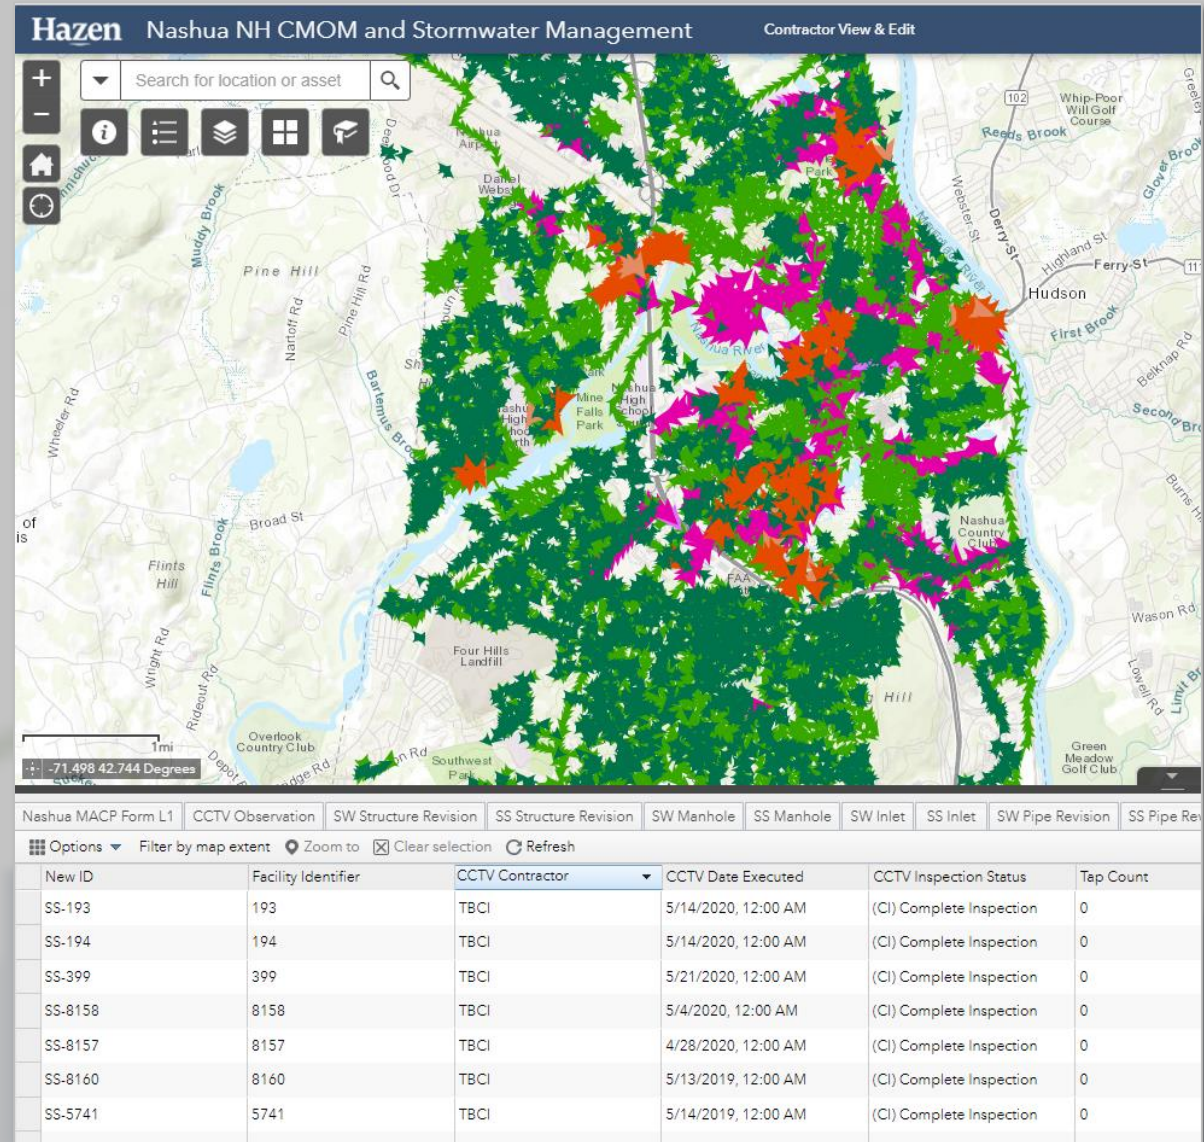 Hazen Nashua NH CMOM and Stormwater Management Contractor View & Edit
+
Search for location or asset
−
102
Whip-Poor
Will Golf
Course
Reeds Brook
Glover Brook
Deerwood Dr
Muddy Brook
Park
Webster St
Derry St
Highland St
Ferry St
111
Pine Hill
Nartoff Rd
Pine Hill Rd
Hudson
First Brook
Belknap Rd
Nashua River
Wheeler Rd
Bartemus Brook
Mine
Falls
Park
Nashua
High
School
Second
Broad St
Flints Brook
Flints
Hill
Nashua
Country
Club
FAA
Wason Rd
Wright Rd
Rideout Rd
Four Hills
Landfill
Hill
Lowell Rd
1mi
Overlook
Country Club
Southwest
Park
Green
Meadow
Golf Club
-71.498 42.744 Degrees
Nashua MACP Form L1 CCTV Observation SW Structure Revision SS Structure Revision SW Manhole SS Manhole SW Inlet SS Inlet SW Pipe Revision SS Pipe Rev
Options Filter by map extent Zoom to Clear selection Refresh
New ID Facility Identifier CCTV Contractor CCTV Date Executed CCTV Inspection Status Tap Count
SS-193 193 TBCI 5/14/2020, 12:00 AM (CI) Complete Inspection 0
SS-194 194 TBCI 5/14/2020, 12:00 AM (CI) Complete Inspection 0
SS-399 399 TBCI 5/21/2020, 12:00 AM (CI) Complete Inspection 0
SS-8158 8158 TBCI 5/4/2020, 12:00 AM (CI) Complete Inspection 0
SS-8157 8157 TBCI 4/28/2020, 12:00 AM (CI) Complete Inspection 0
SS-8160 8160 TBCI 5/13/2019, 12:00 AM (CI) Complete Inspection 0
SS-5741 5741 TBCI 5/14/2019, 12:00 AM (CI) Complete Inspection 0